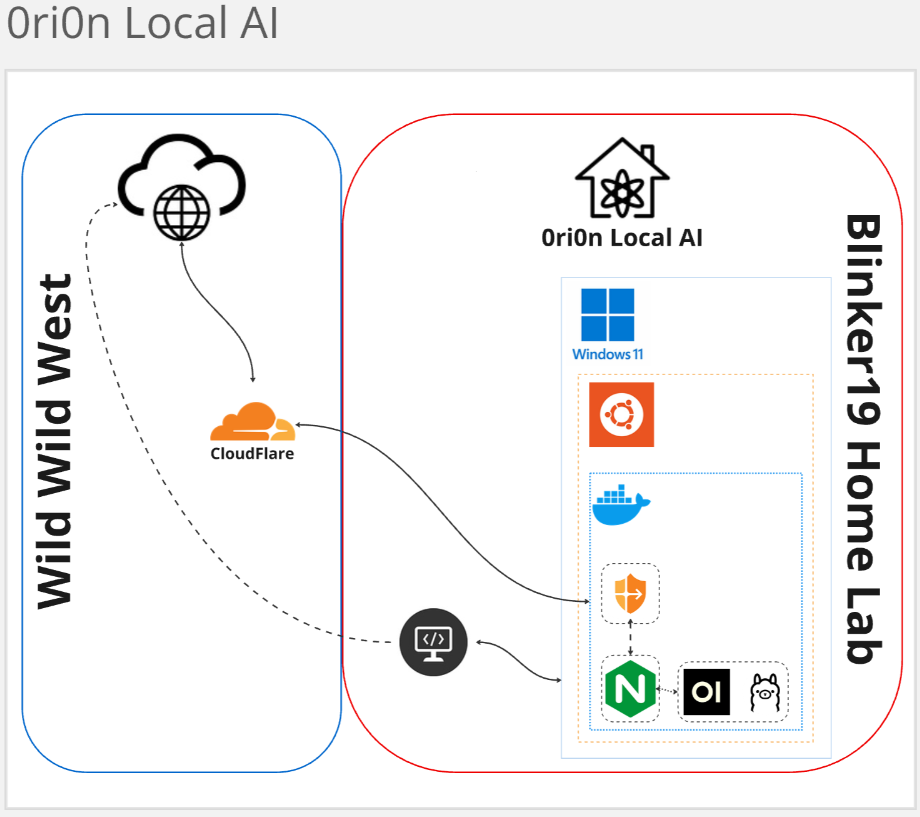 0ri0n Local AI
Wild Wild West
CloudFlare
0ri0n Local AI
Windows 11
</>
N
OI
Blinker19 Home Lab